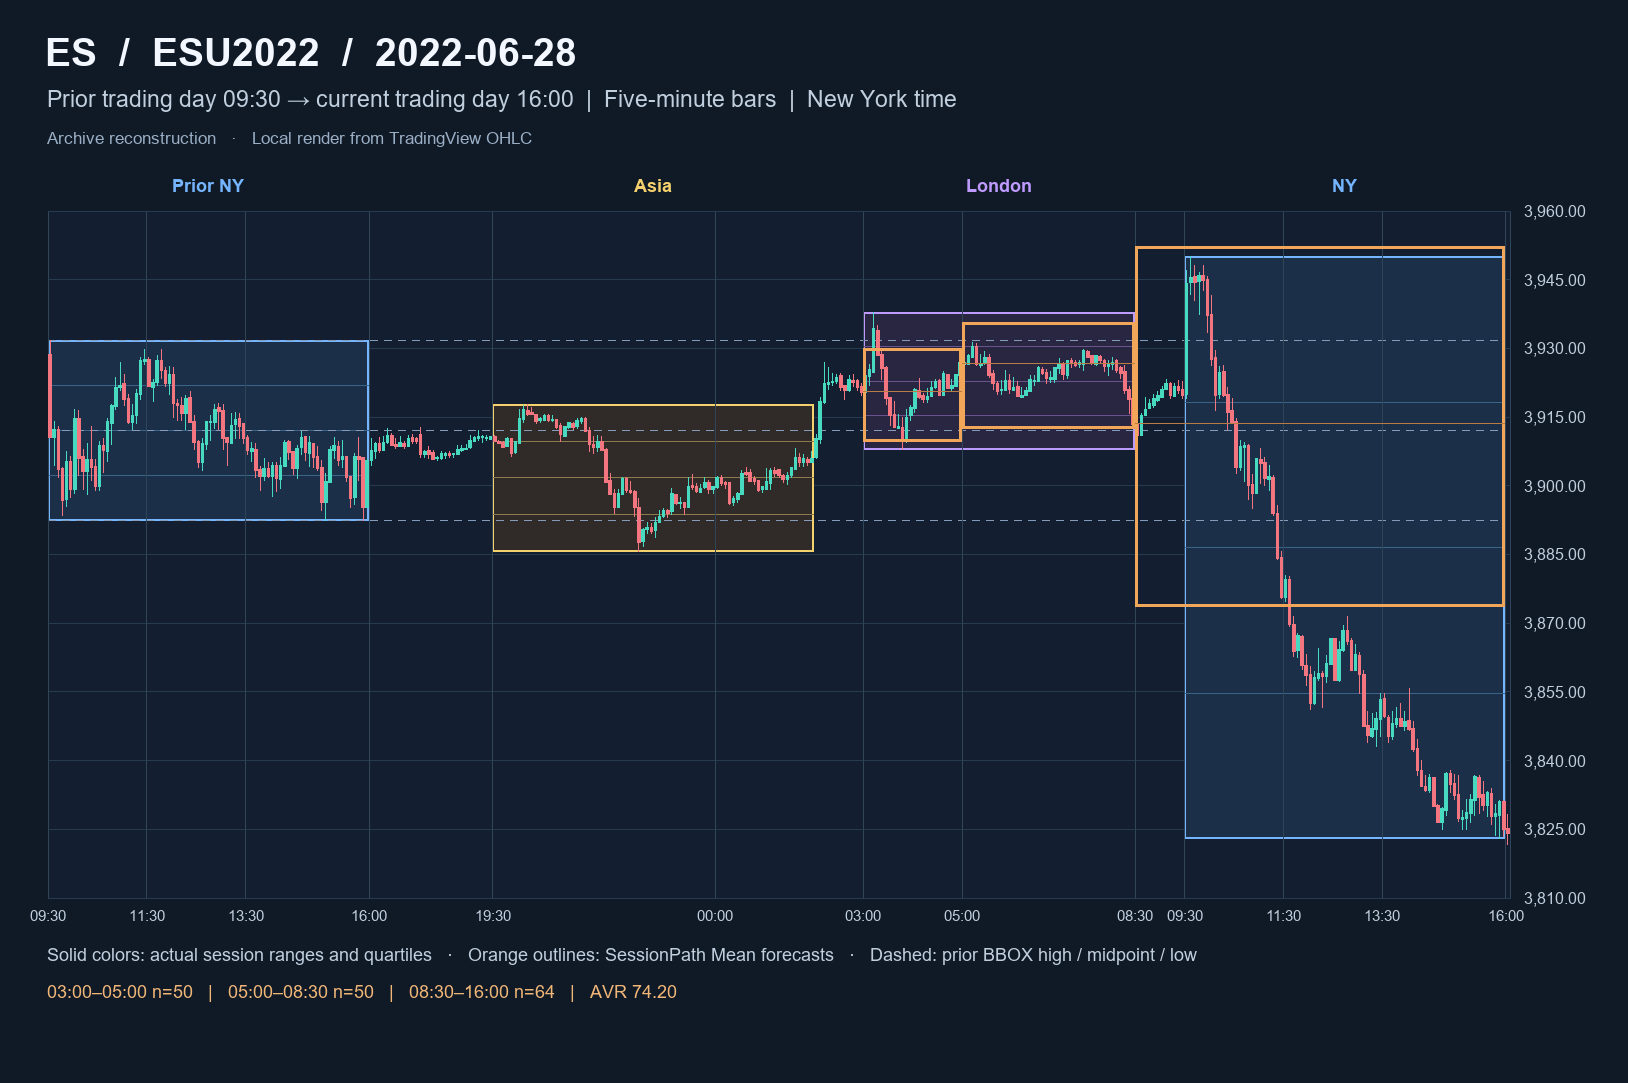 ES / ESU2022 / 2022-06-28
Prior trading day 09:30 → current trading day 16:00 | Five-minute bars | New York time
Archive reconstruction · Local render from TradingView OHLC
Prior NY Asia London NY
3,960.00
3,945.00
3,930.00
3,915.00
3,900.00
3,885.00
3,870.00
3,855.00
3,840.00
3,825.00
3,810.00
09:30 11:30 13:30 16:00 19:30 00:00 03:00 05:00 08:30 09:30 11:30 13:30 16:00
Solid colors: actual session ranges and quartiles · Orange outlines: SessionPath Mean forecasts · Dashed: prior BBOX high / midpoint / low
03:00–05:00 n=50 | 05:00–08:30 n=50 | 08:30–16:00 n=64 | AVR 74.20